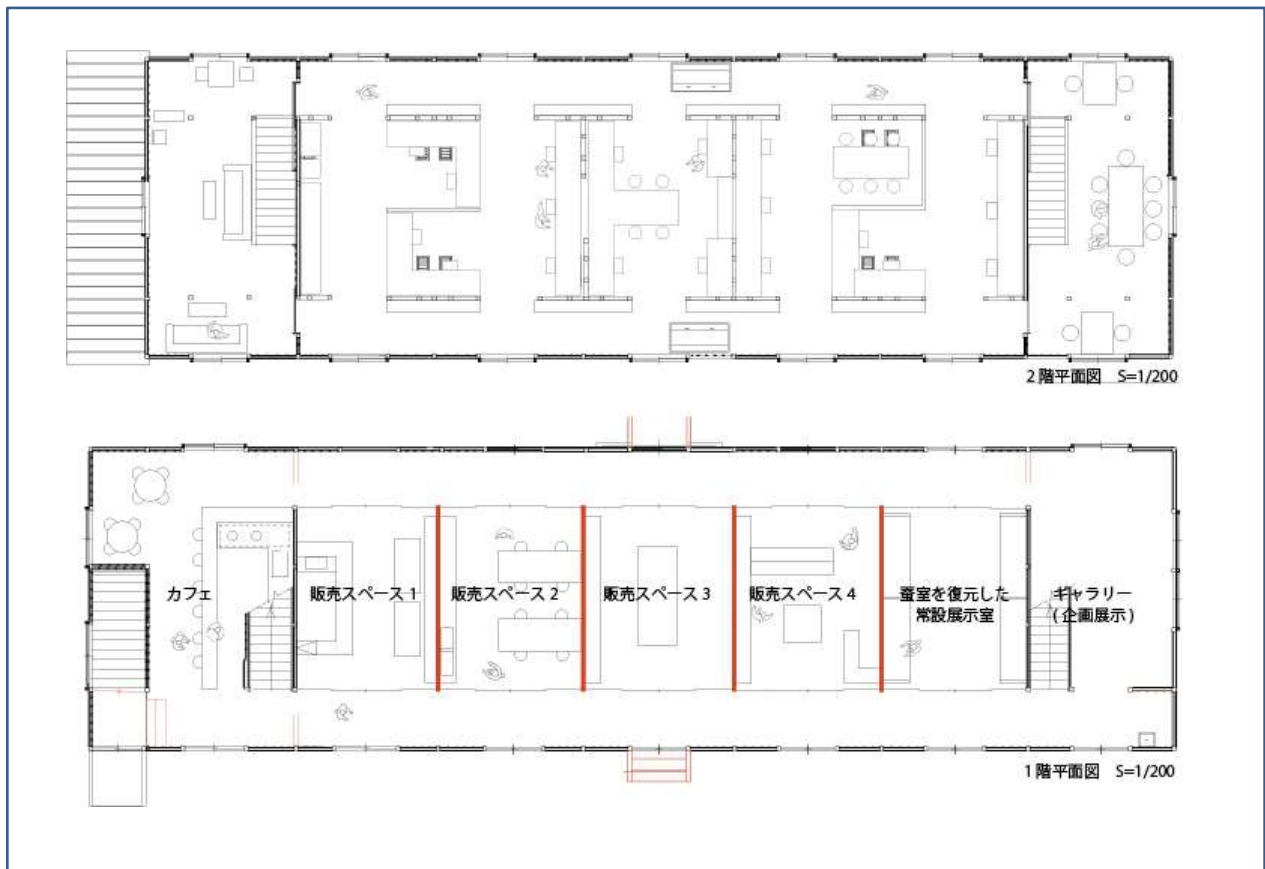 2階平面図 S=1/200
カフェ
販売スペース1
販売スペース2
販売スペース3
販売スペース4
蚕室を復元した
常設展示室
ギャラリー
(企画展示)
1階平面図 S=1/200